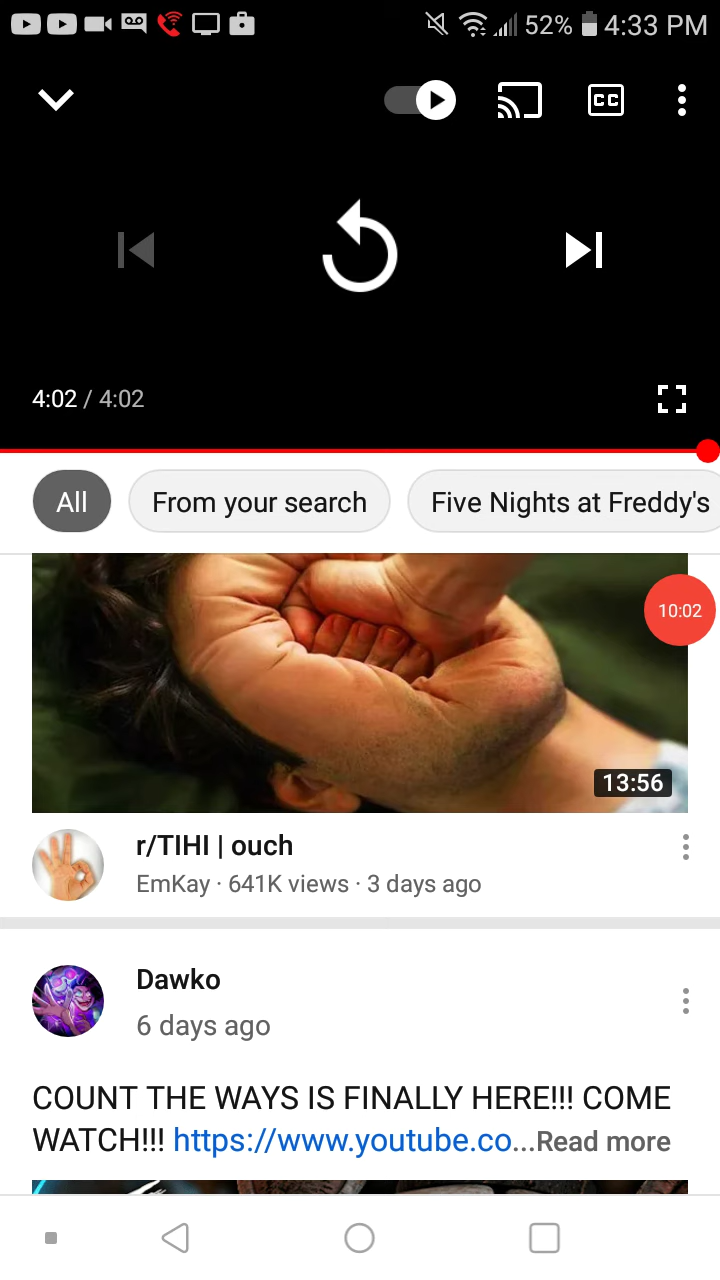 52% 4:33 PM
CC
4:02 / 4:02
All
From your search
Five Nights at Freddy's
10:02
13:56
r/TIHI | ouch
EmKay · 641K views · 3 days ago
Dawko
6 days ago
COUNT THE WAYS IS FINALLY HERE!!! COME
WATCH!!! https://www.youtube.co...Read more